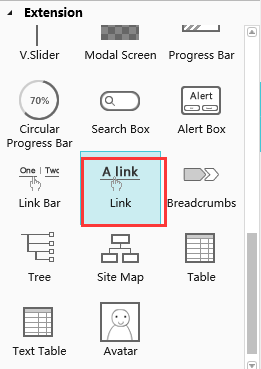 Extension
V.Slider Modal Screen Progress Bar
70% Alert
Circular Progress Bar Search Box Alert Box
One | Two A link
Link Bar Link Breadcrumbs
Tree Site Map Table
Text Table Avatar